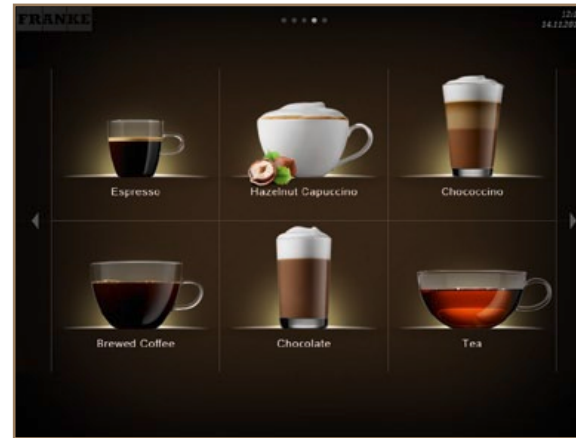 FRANKE
Espresso
Hazelnut Capuccino
Chococcino
Brewed Coffee
Chocolate
Tea